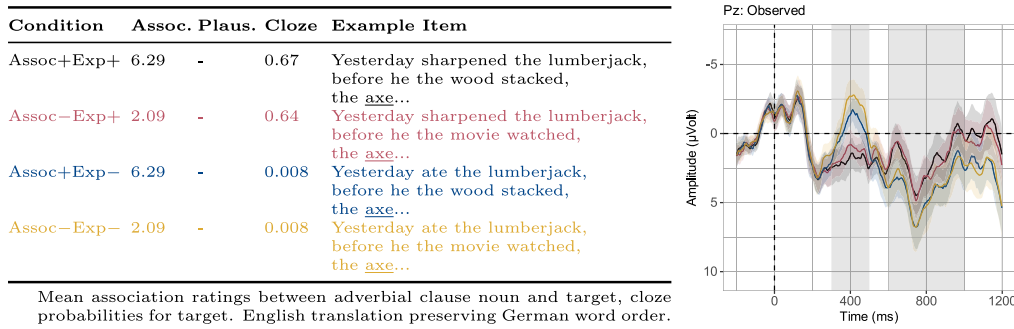 Condition Assoc. Plaus. Cloze Example Item
Assoc+Exp+ 6.29 - 0.67 Yesterday sharpened the lumberjack,
before he the wood stacked,
the axe...
Assoc−Exp+ 2.09 - 0.64 Yesterday sharpened the lumberjack,
before he the movie watched,
the axe...
Assoc+Exp− 6.29 - 0.008 Yesterday ate the lumberjack,
before he the wood stacked,
the axe...
Assoc−Exp− 2.09 - 0.008 Yesterday ate the lumberjack,
before he the movie watched,
the axe...
Mean association ratings between adverbial clause noun and target, cloze
probabilities for target. English translation preserving German word order.
Pz: Observed
Amplitude (µVolt)
-5
0
5
10
0 400 800 1200
Time (ms)